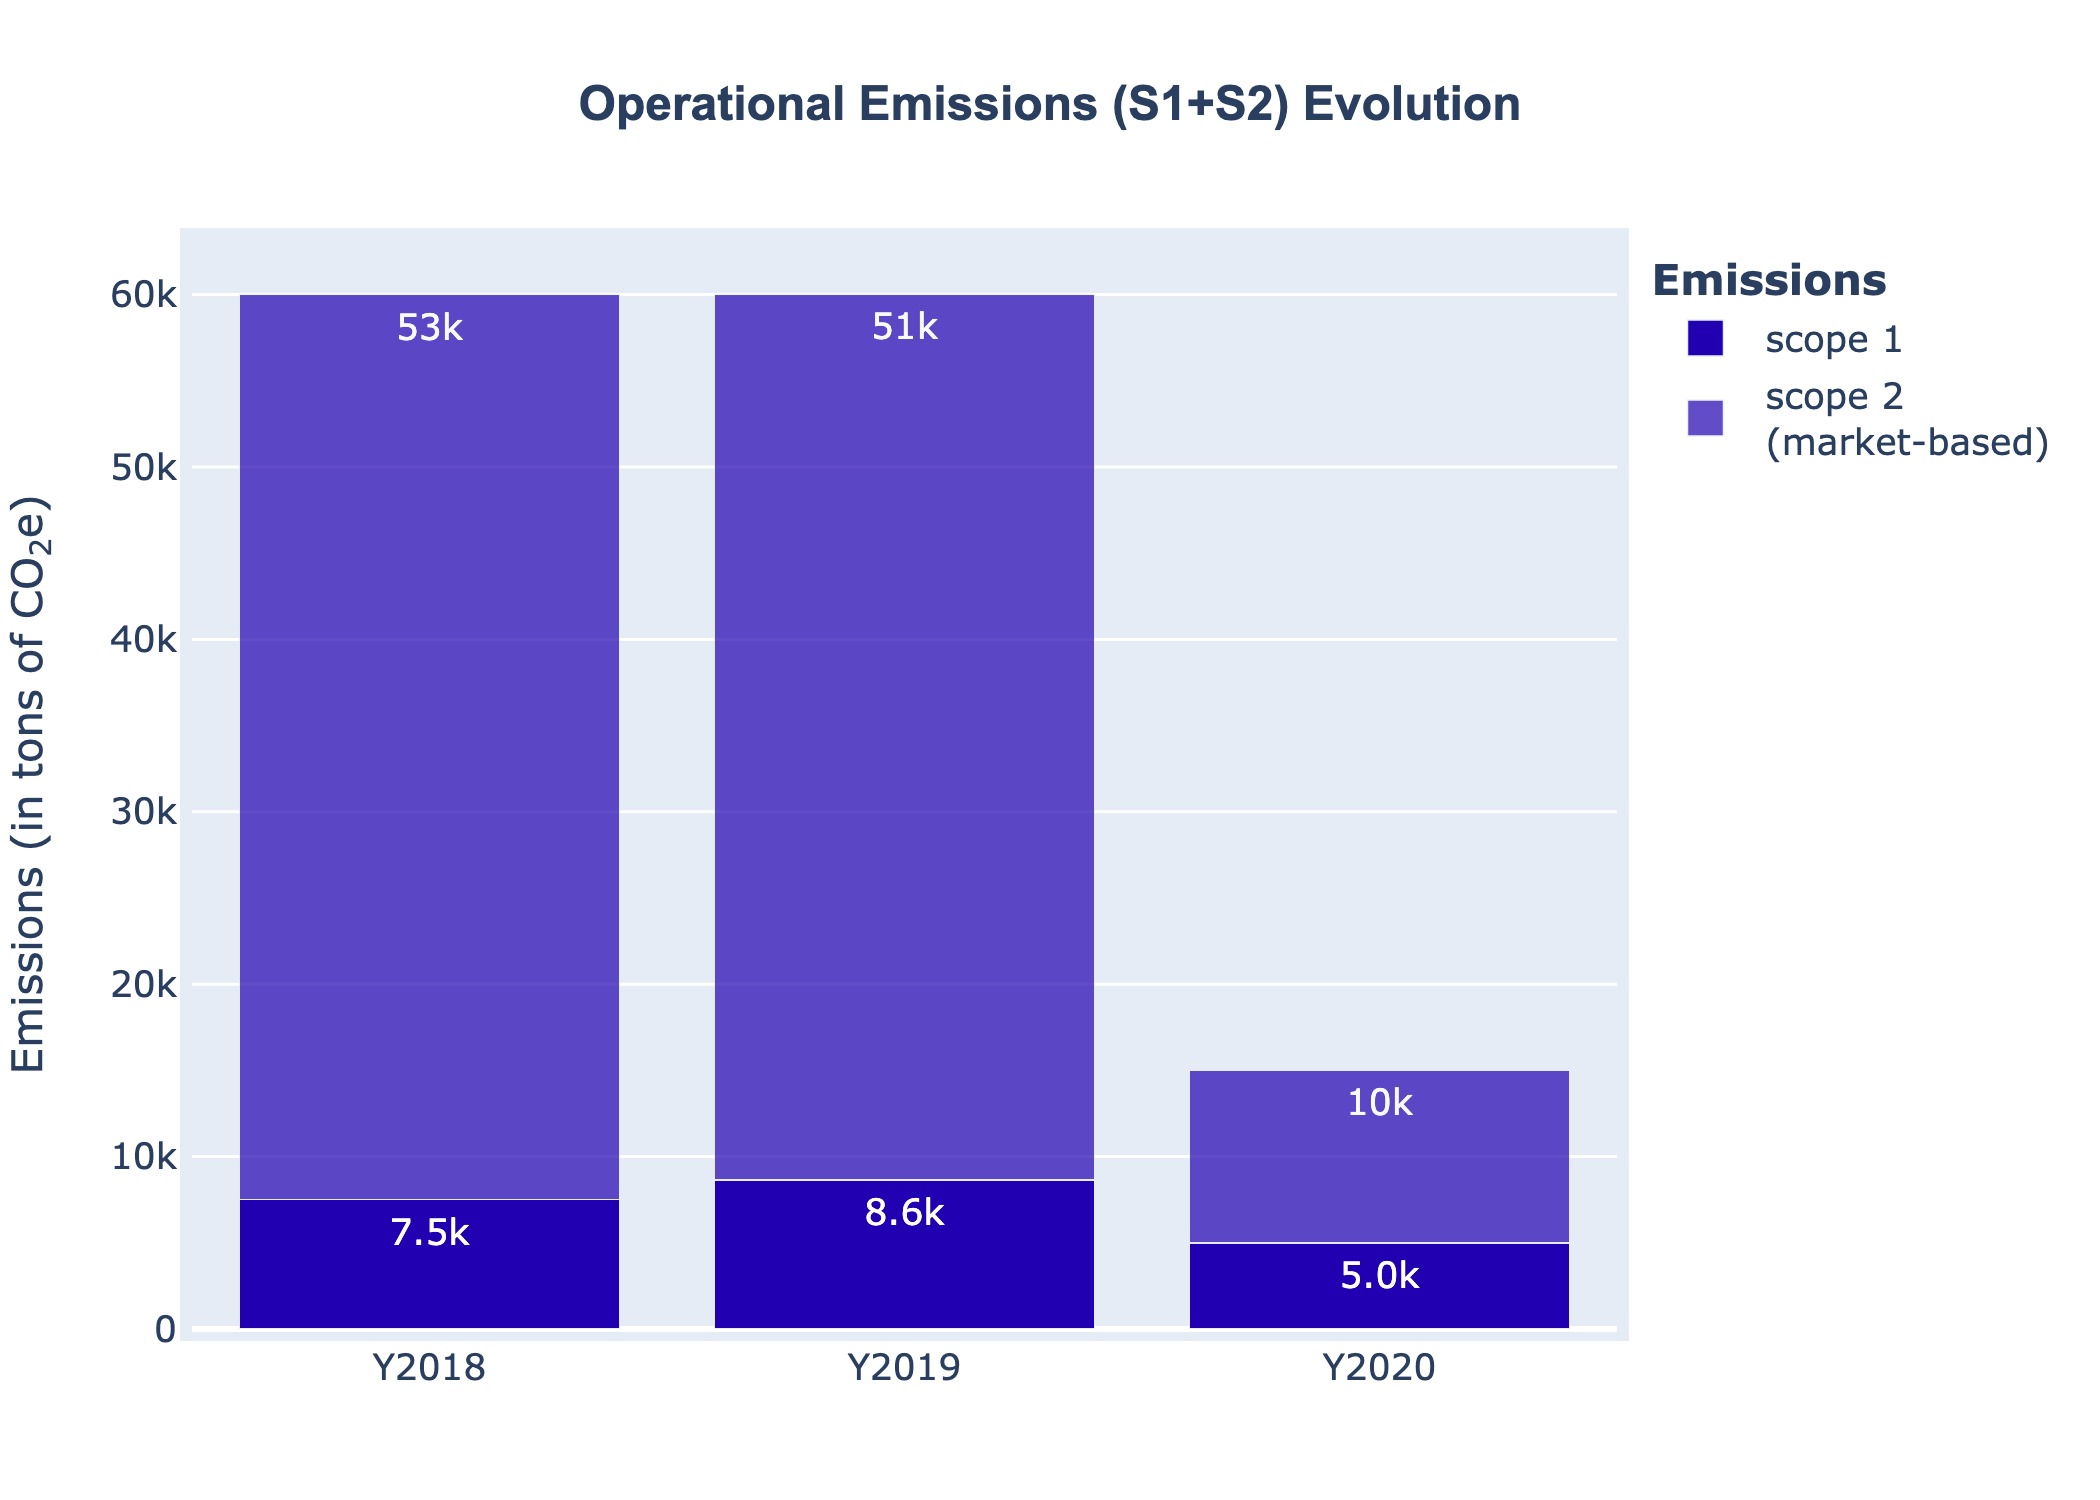 Operational Emissions (S1+S2) Evolution
Emissions (in tons of CO₂e)
60k
50k
40k
30k
20k
10k
0
53k
7.5k
51k
8.6k
10k
5.0k
Y2018
Y2019
Y2020
Emissions
scope 1
scope 2
(market-based)